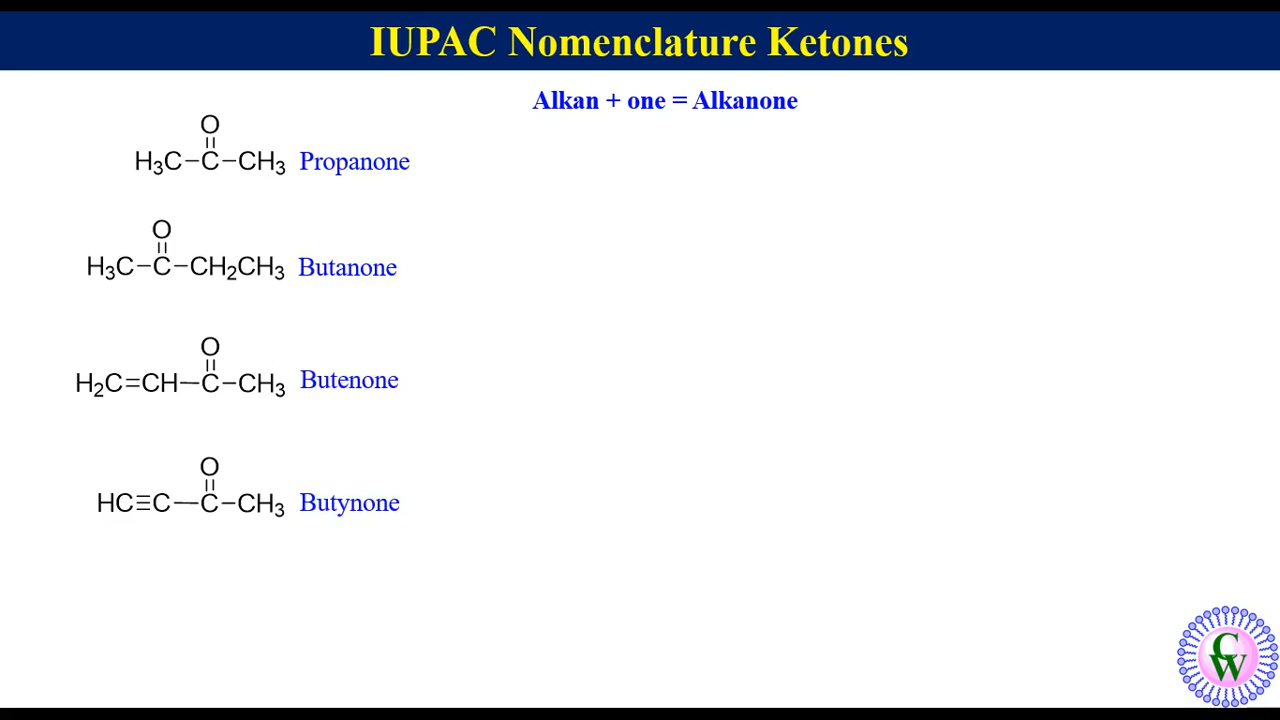 IUPAC Nomenclature Ketones
Alkan + one = Alkanone
O
H₃C–C–CH₃ Propanone
O
H₃C–C–CH₂CH₃ Butanone
O
H₂C=CH–C–CH₃ Butenone
O
HC≡C–C–CH₃ Butynone
CW